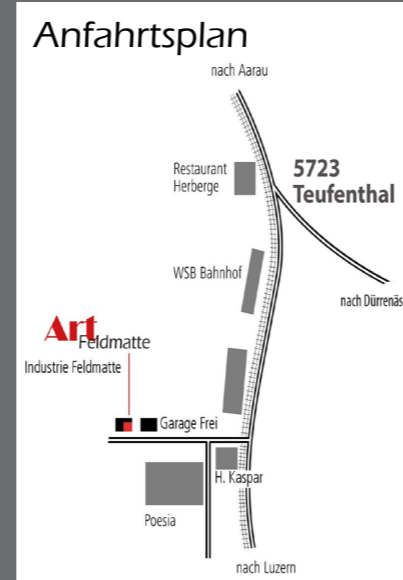 Anfahrtsplan
nach Aarau
Restaurant
Herberge
5723
Teufenthal
WSB Bahnhof
nach Dürrenäs
Art
Feldmatte
Industrie Feldmatte
Garage Frei
H. Kaspar
Poesia
nach Luzern